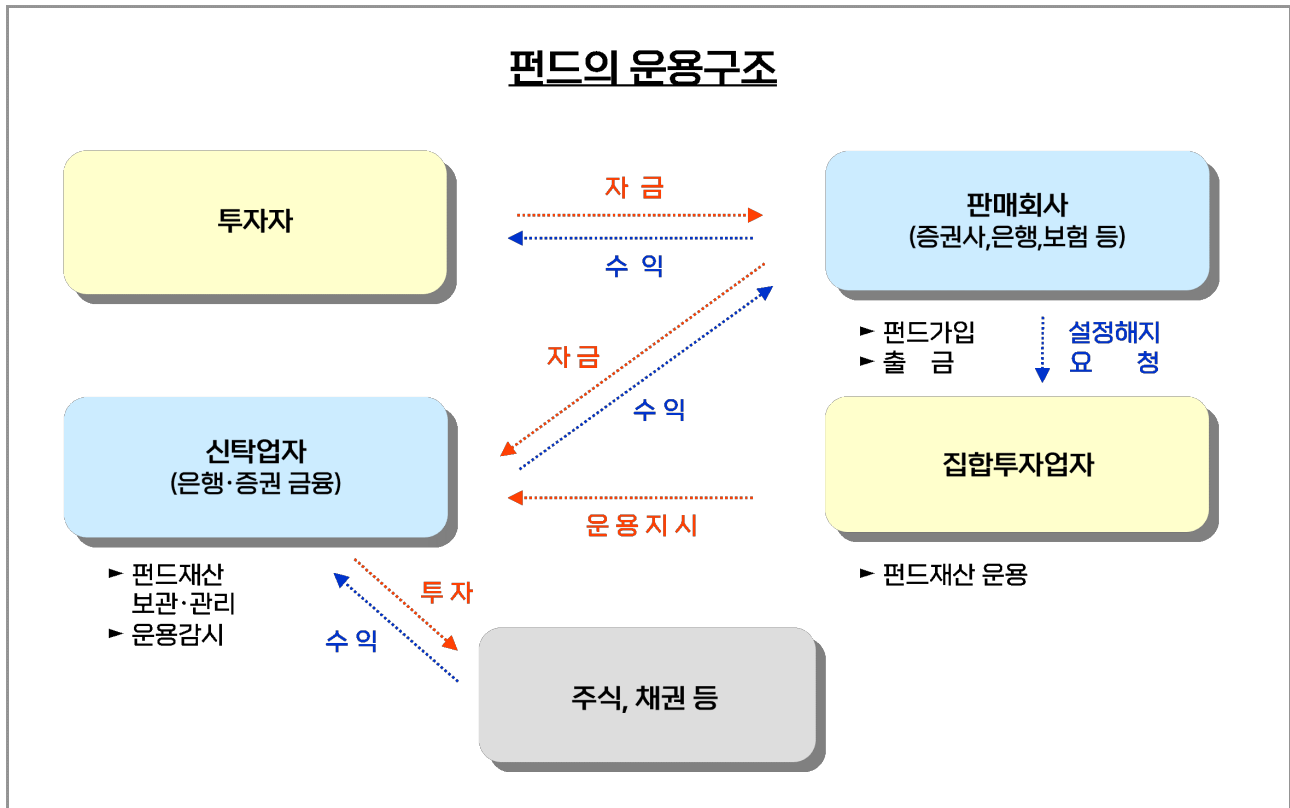 펀드의 운용구조
투자자
자 금
수 익
판매회사
(증권사,은행,보험 등)
► 펀드가입
► 출 금
설정해지
요 청
자 금
수 익
신탁업자
(은행·증권 금융)
운 용 지 시
집합투자업자
► 펀드재산
보관·관리
► 운용감시
► 펀드재산 운용
투 자
수 익
주식, 채권 등